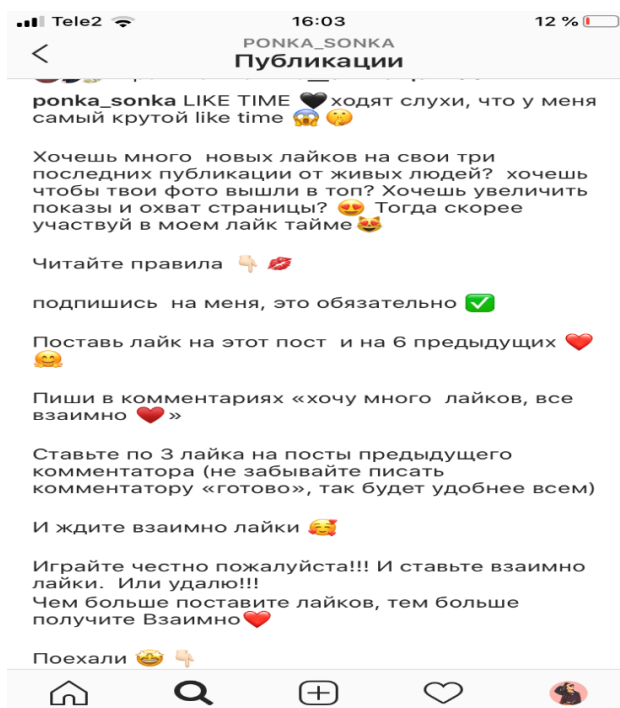 Tele2
16:03
12 %
PONKA_SONKA
Публикации
ponka_sonka LIKE TIME 🖤ходят слухи, что у меня
самый крутой like time 😱🤫
Хочешь много новых лайков на свои три
последних публикации от живых людей? хочешь
чтобы твои фото вышли в топ? Хочешь увеличить
показы и охват страницы? 😍 Тогда скорее
участвуй в моем лайк тайме😻
Читайте правила 👇🏻 💋
подпишись на меня, это обязательно ✅
Поставь лайк на этот пост и на 6 предыдущих ❤️
🤗
Пиши в комментариях «хочу много лайков, все
взаимно ❤️»
Ставьте по 3 лайка на посты предыдущего
комментатора (не забывайте писать
комментатору «готово», так будет удобнее всем)
И ждите взаимно лайки 🥰
Играйте честно пожалуйста!!! И ставьте взаимно
лайки. Или удалю!!!
Чем больше поставите лайков, тем больше
получите Взаимно❤️
Поехали 🤩 👇🏻